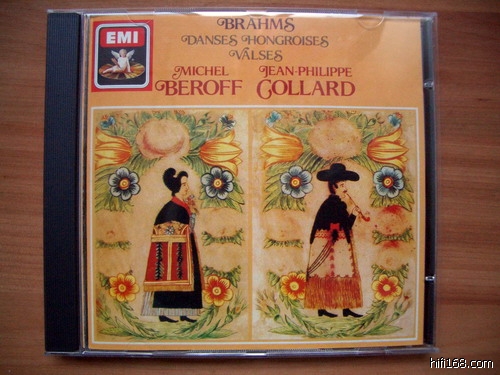 EMI
BRAHMS
DANSES HONGROISES
VALSES
MICHEL JEAN-PHILIPPE
BEROFF COLLARD
hifi168.com